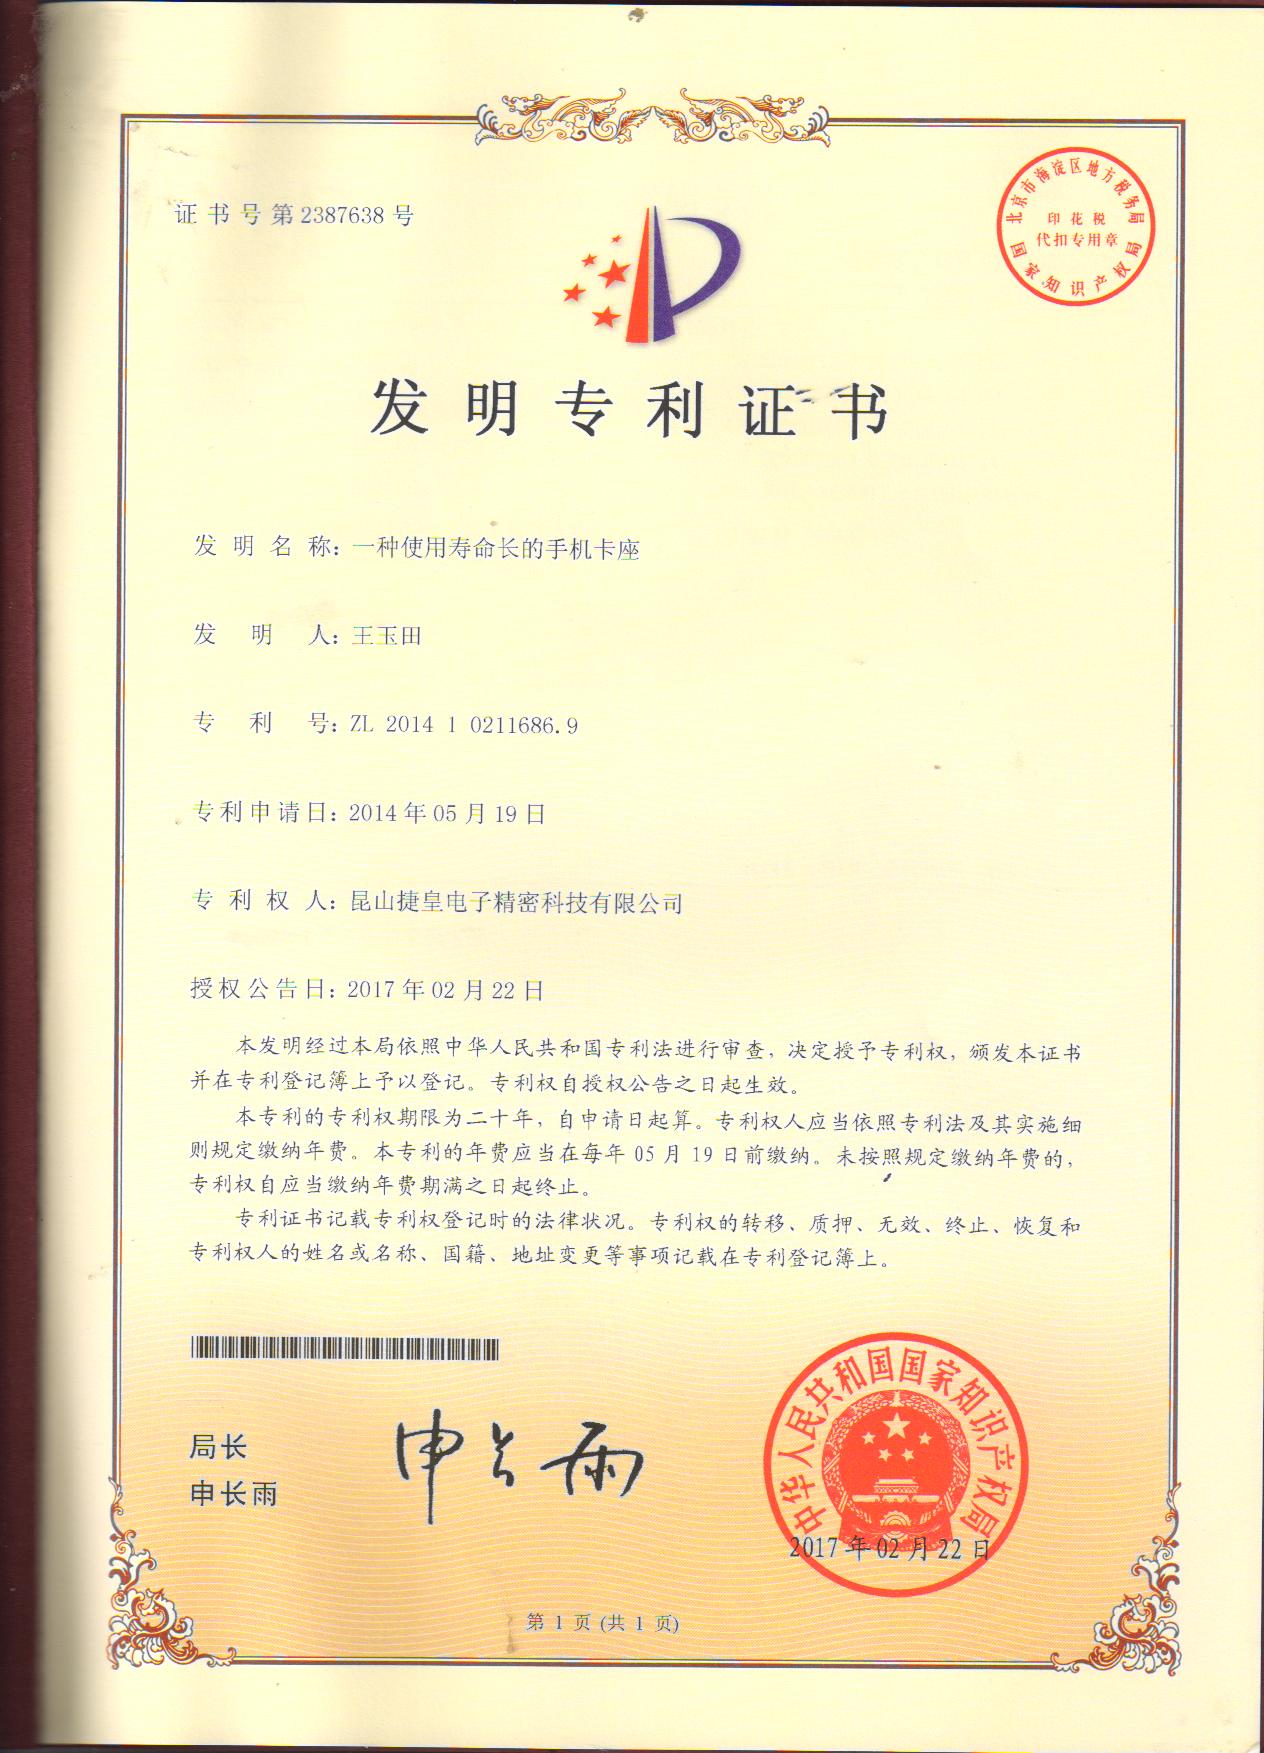 证书号第2387638号
北京市海淀区地方税务局
印花税
代扣专用章
国家知识产权局
发明专利证书
发明名称：一种使用寿命长的手机卡座
发明人：王玉田
专利号：ZL 2014 1 0211686.9
专利申请日：2014年05月19日
专利权人：昆山捷皇电子精密科技有限公司
授权公告日：2017年02月22日
本发明经过本局依照中华人民共和国专利法进行审查，决定授予专利权，颁发本证书
并在专利登记簿上予以登记。专利权自授权公告之日起生效。
本专利的专利权期限为二十年，自申请日起算。专利权人应当依照专利法及其实施细
则规定缴纳年费。本专利的年费应当在每年05月19日前缴纳。未按照规定缴纳年费的，
专利权自应当缴纳年费期满之日起终止。
专利证书记载专利权登记时的法律状况。专利权的转移、质押、无效、终止、恢复和
专利权人的姓名或名称、国籍、地址变更等事项记载在专利登记簿上。
局长
申长雨
申长雨
中华人民共和国国家知识产权局
2017年02月22日
第 1 页 (共 1 页)